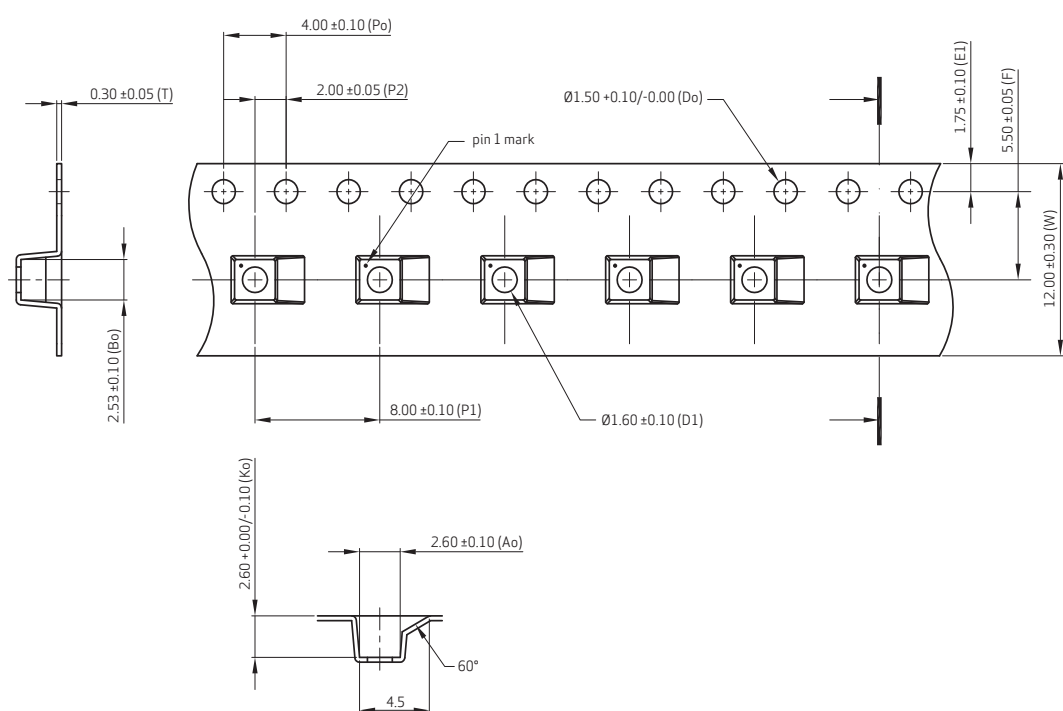 4.00 ±0.10 (Po)
0.30 ±0.05 (T)
2.00 ±0.05 (P2)
Ø1.50 +0.10/-0.00 (Do)
1.75 ±0.10 (E1)
5.50 ±0.05 (F)
pin 1 mark
12.00 ±0.30 (W)
2.53 ±0.10 (Bo)
8.00 ±0.10 (P1)
Ø1.60 ±0.10 (D1)
2.60 +0.00/-0.10 (Ko)
2.60 ±0.10 (Ao)
60°
4.5